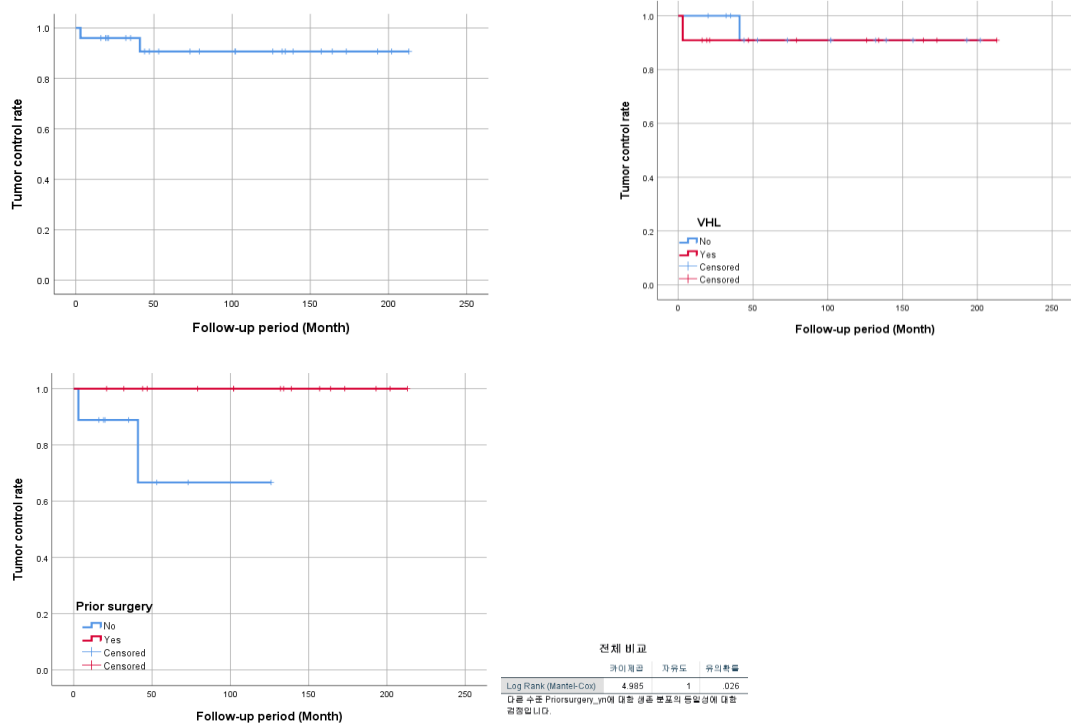 1.0
0.8
0.6
0.4
0.2
0.0
Tumor control rate
0 50 100 150 200 250
Follow-up period (Month)
1.0
0.8
0.6
0.4
0.2
0.0
Tumor control rate
VHL
No
Yes
Censored
Censored
0 50 100 150 200 250
Follow-up period (Month)
1.0
0.8
0.6
0.4
0.2
0.0
Tumor control rate
Prior surgery
No
Yes
Censored
Censored
0 50 100 150 200 250
Follow-up period (Month)
전체 비교
카이제곱 자유도 유의확률
Log Rank (Mantel-Cox) 4.985 1 .026
다른 수준 Priorsurgery_yn에 대한 생존 분포의 동일성에 대한
검정입니다.